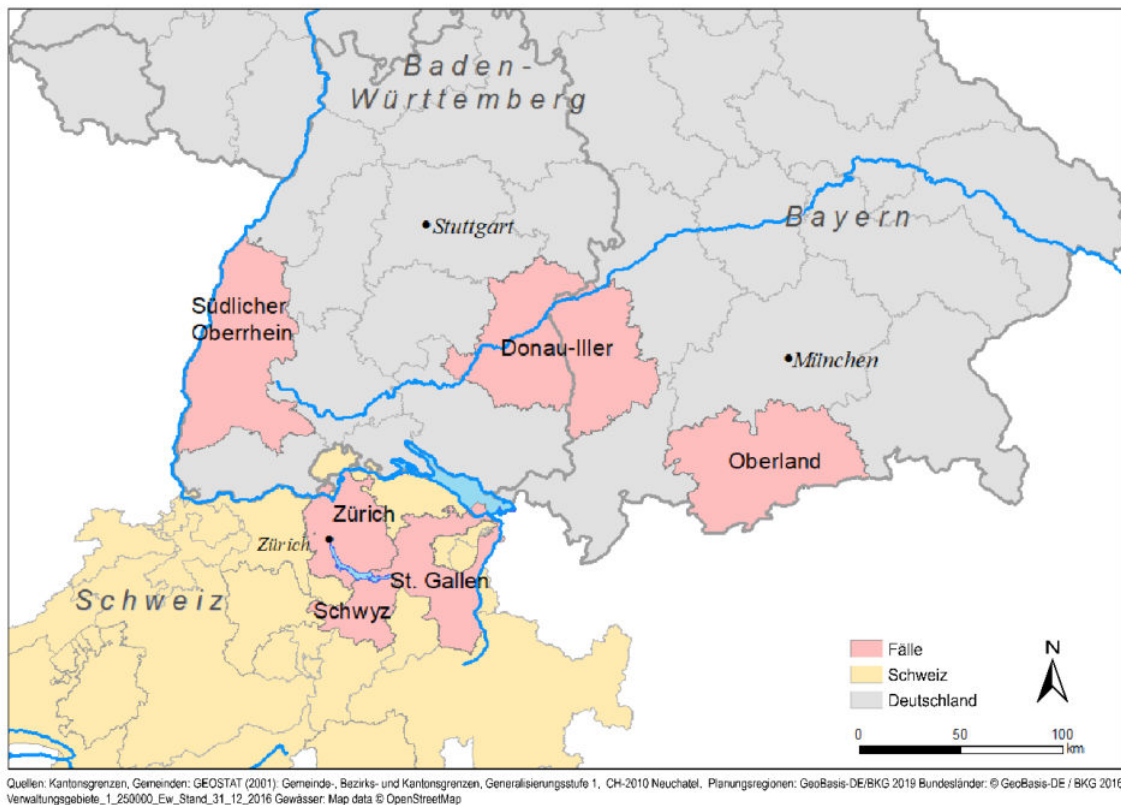 Baden-
Württemberg
Stuttgart
Bayern
Südlicher
Oberrhein
Donau-Iller
München
Oberland
Zürich
Zürich
St. Gallen
Schwyz
Schweiz
Fälle
Schweiz
Deutschland
N
0 50 100
km
Quellen: Kantonsgrenzen, Gemeinden: GEOSTAT (2001): Gemeinde-, Bezirks- und Kantonsgrenzen, Generalisierungsstufe 1, CH-2010 Neuchatel, Planungsregionen: GeoBasis-DE/BKG 2019 Bundesländer: © GeoBasis-DE / BKG 2016
Verwaltungsgebiete_1_250000_Ew_Stand_31_12_2016 Gewässer: Map data © OpenStreetMap